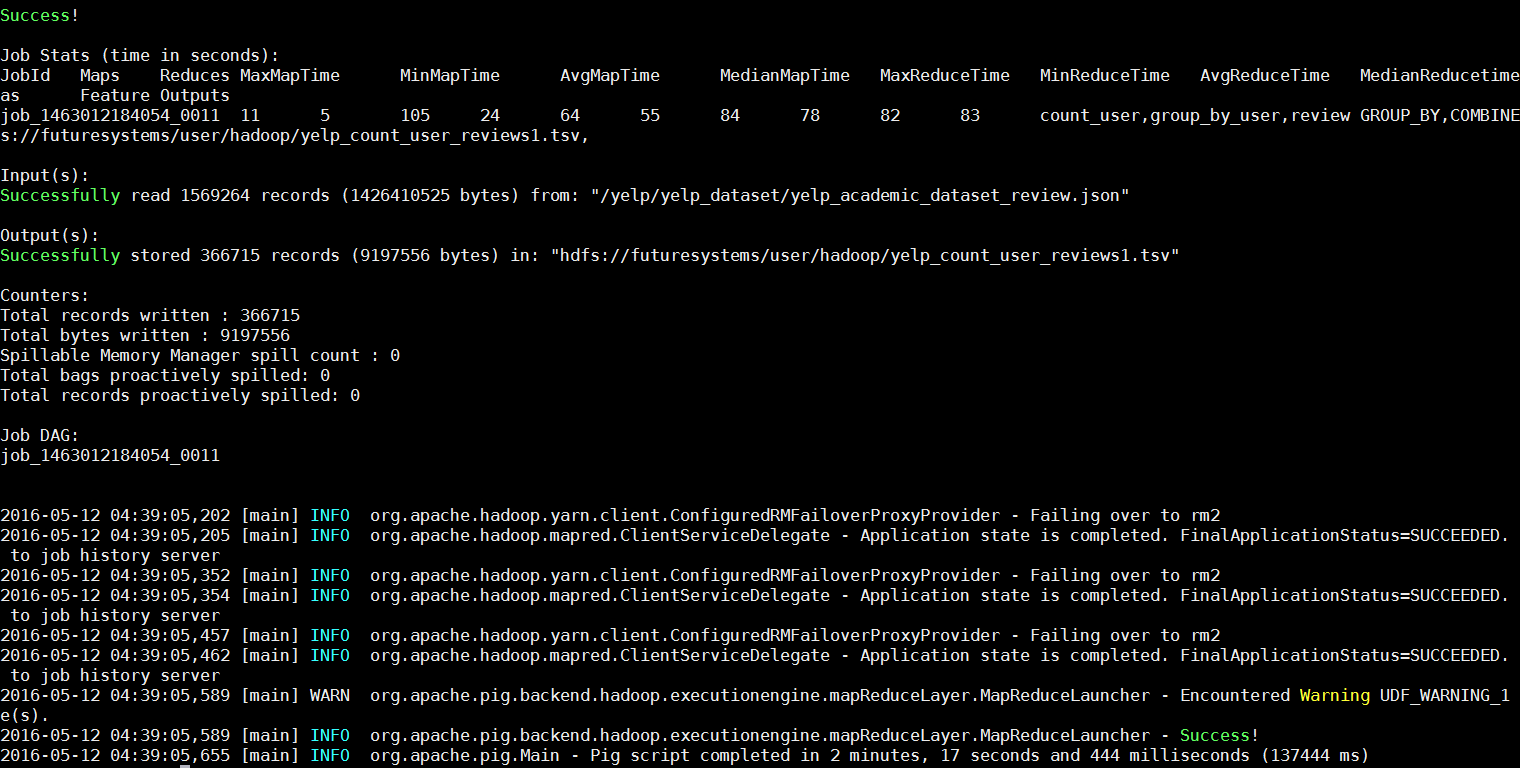 Success!
Job Stats (time in seconds):
JobId Maps Reduces MaxMapTime MinMapTime AvgMapTime MedianMapTime MaxReduceTime MinReduceTime AvgReduceTime MedianReducetime
as Feature Outputs
job_1463012184054_0011 11 5 105 24 64 55 84 78 82 83 count_user,group_by_user,review GROUP_BY,COMBINE
s://futuresystems/user/hadoop/yelp_count_user_reviews1.tsv,
Input(s):
Successfully read 1569264 records (1426410525 bytes) from: "/yelp/yelp_dataset/yelp_academic_dataset_review.json"
Output(s):
Successfully stored 366715 records (9197556 bytes) in: "hdfs://futuresystems/user/hadoop/yelp_count_user_reviews1.tsv"
Counters:
Total records written : 366715
Total bytes written : 9197556
Spillable Memory Manager spill count : 0
Total bags proactively spilled: 0
Total records proactively spilled: 0
Job DAG:
job_1463012184054_0011
2016-05-12 04:39:05,202 [main] INFO org.apache.hadoop.yarn.client.ConfiguredRMFailoverProxyProvider - Failing over to rm2
2016-05-12 04:39:05,205 [main] INFO org.apache.hadoop.mapred.ClientServiceDelegate - Application state is completed. FinalApplicationStatus=SUCCEEDED.
to job history server
2016-05-12 04:39:05,352 [main] INFO org.apache.hadoop.yarn.client.ConfiguredRMFailoverProxyProvider - Failing over to rm2
2016-05-12 04:39:05,354 [main] INFO org.apache.hadoop.mapred.ClientServiceDelegate - Application state is completed. FinalApplicationStatus=SUCCEEDED.
to job history server
2016-05-12 04:39:05,457 [main] INFO org.apache.hadoop.yarn.client.ConfiguredRMFailoverProxyProvider - Failing over to rm2
2016-05-12 04:39:05,462 [main] INFO org.apache.hadoop.mapred.ClientServiceDelegate - Application state is completed. FinalApplicationStatus=SUCCEEDED.
to job history server
2016-05-12 04:39:05,589 [main] WARN org.apache.pig.backend.hadoop.executionengine.mapReduceLayer.MapReduceLauncher - Encountered Warning UDF_WARNING_1
e(s).
2016-05-12 04:39:05,589 [main] INFO org.apache.pig.backend.hadoop.executionengine.mapReduceLayer.MapReduceLauncher - Success!
2016-05-12 04:39:05,655 [main] INFO org.apache.pig.Main - Pig script completed in 2 minutes, 17 seconds and 444 milliseconds (137444 ms)